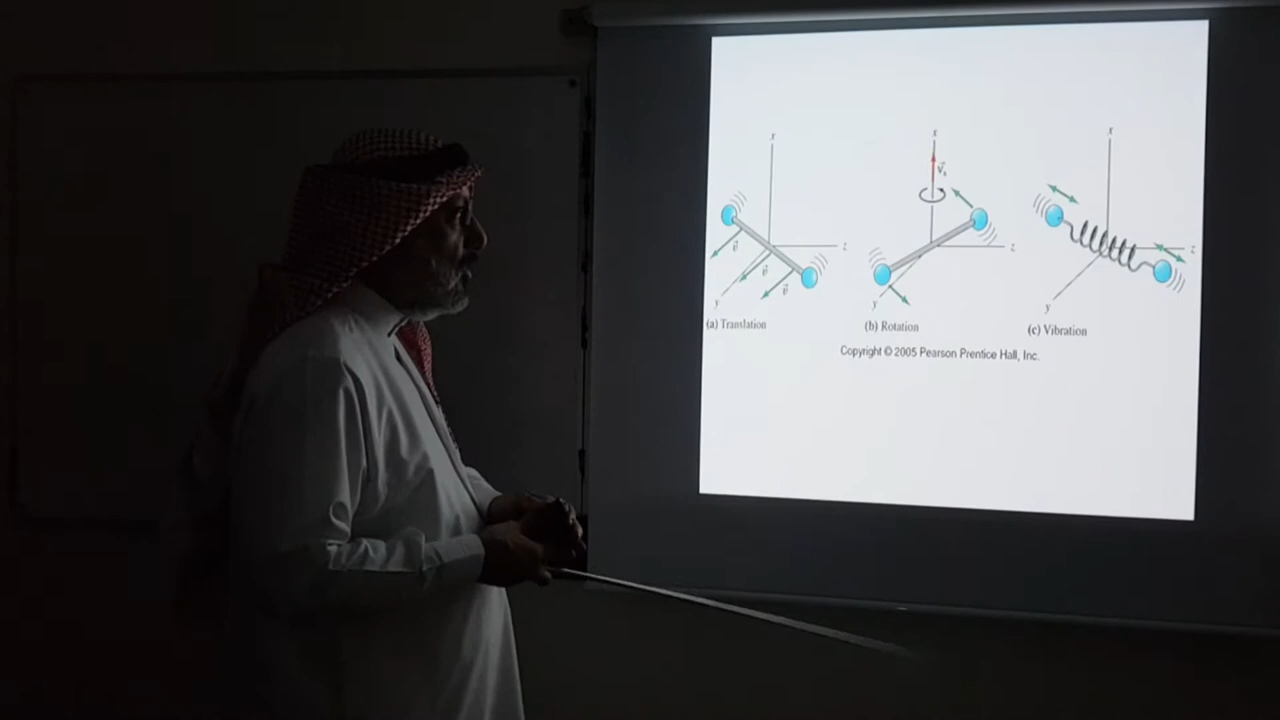 x
z
y
v⃗
v⃗
v⃗
(a) Translation
x
z
y
(b) Rotation
x
z
y
(c) Vibration
Copyright © 2005 Pearson Prentice Hall, Inc.